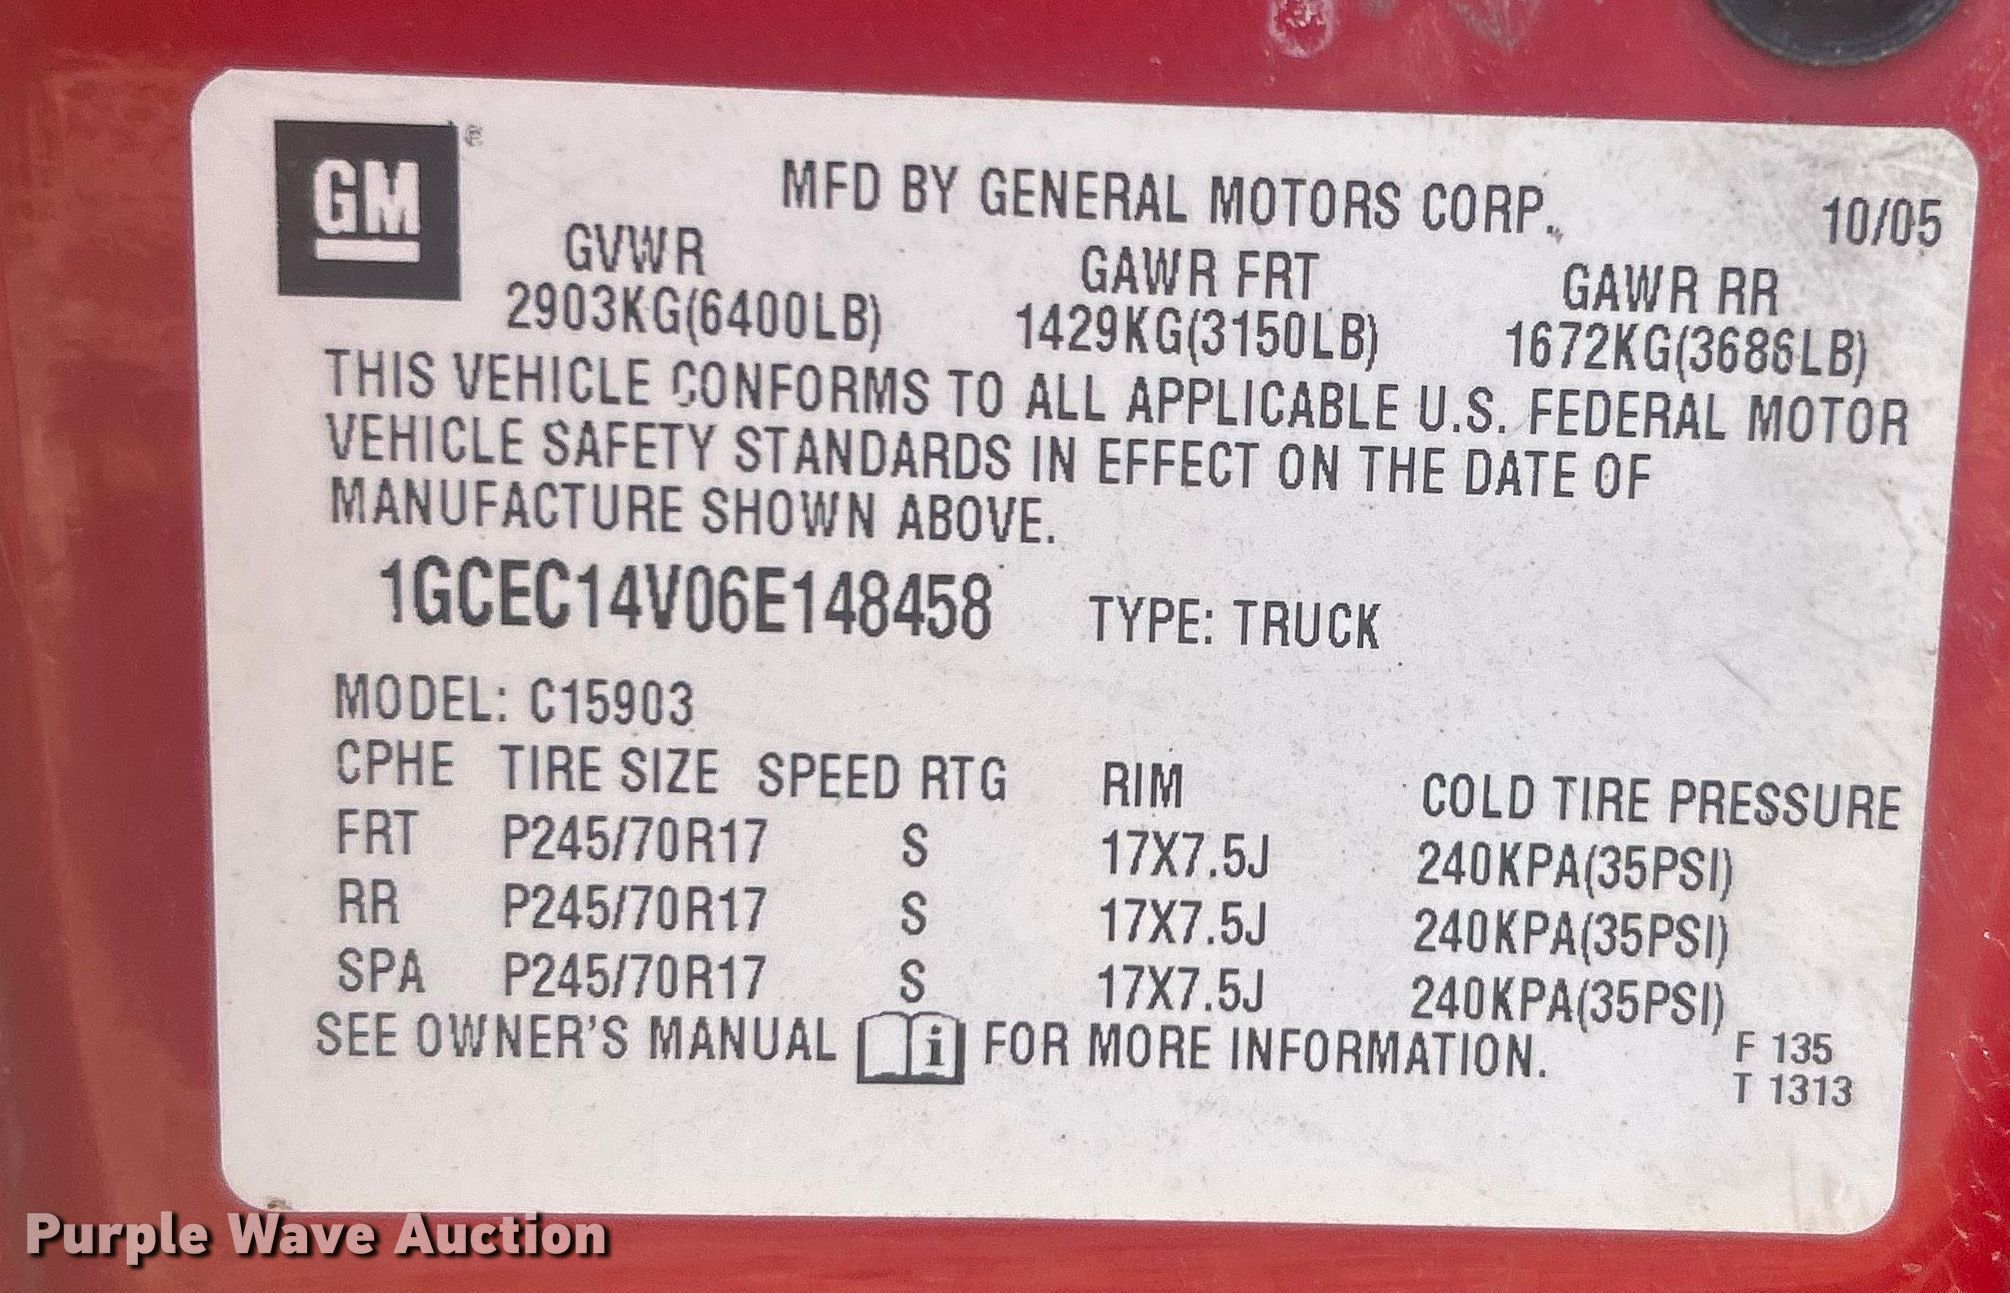 GM
MFD BY GENERAL MOTORS CORP.
10/05
GVWR GAWR FRT GAWR RR
2903KG(6400LB) 1429KG(3150LB) 1672KG(3686LB)
THIS VEHICLE CONFORMS TO ALL APPLICABLE U.S. FEDERAL MOTOR
VEHICLE SAFETY STANDARDS IN EFFECT ON THE DATE OF
MANUFACTURE SHOWN ABOVE.
1GCEC14V06E148458 TYPE: TRUCK
MODEL: C15903
CPHE TIRE SIZE SPEED RTG RIM COLD TIRE PRESSURE
FRT P245/70R17 S 17X7.5J 240KPA(35PSI)
RR P245/70R17 S 17X7.5J 240KPA(35PSI)
SPA P245/70R17 S 17X7.5J 240KPA(35PSI)
SEE OWNER'S MANUAL i FOR MORE INFORMATION.
F 135
T 1313
Purple Wave Auction